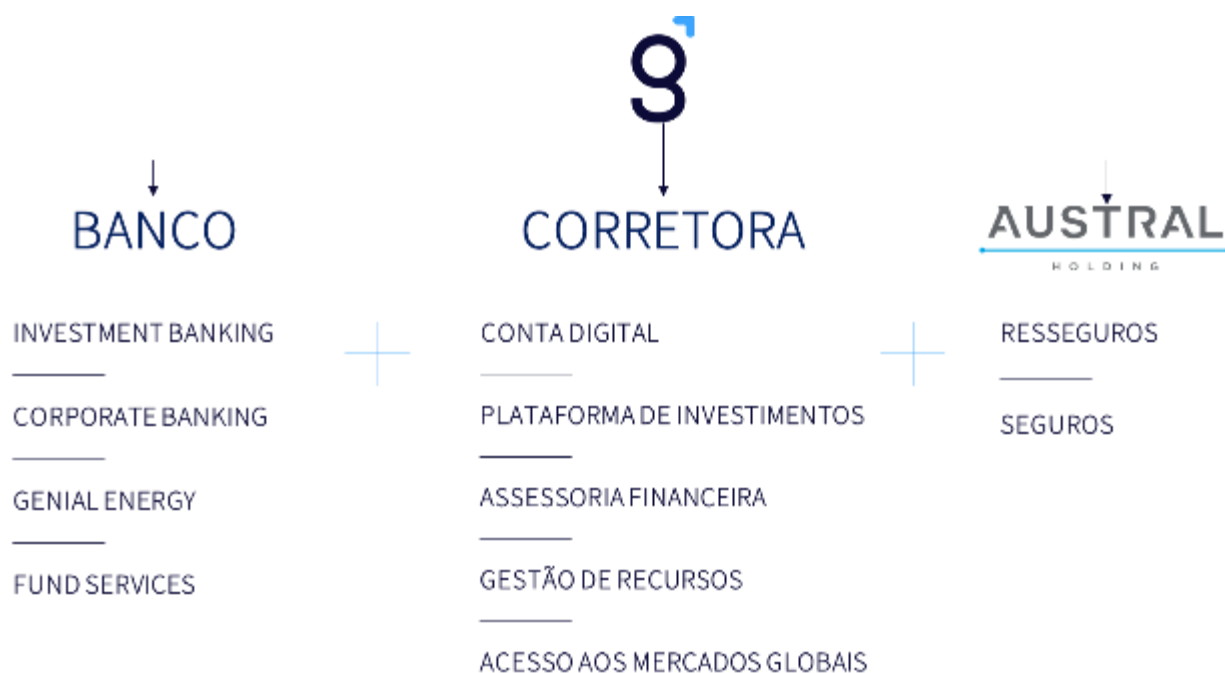 g
BANCO
CORRETORA
AUSTRAL
HOLDING
INVESTMENT BANKING
CORPORATE BANKING
GENIAL ENERGY
FUND SERVICES
CONTA DIGITAL
PLATAFORMA DE INVESTIMENTOS
ASSESSORIA FINANCEIRA
GESTÃO DE RECURSOS
ACESSO AOS MERCADOS GLOBAIS
RESSEGUROS
SEGUROS